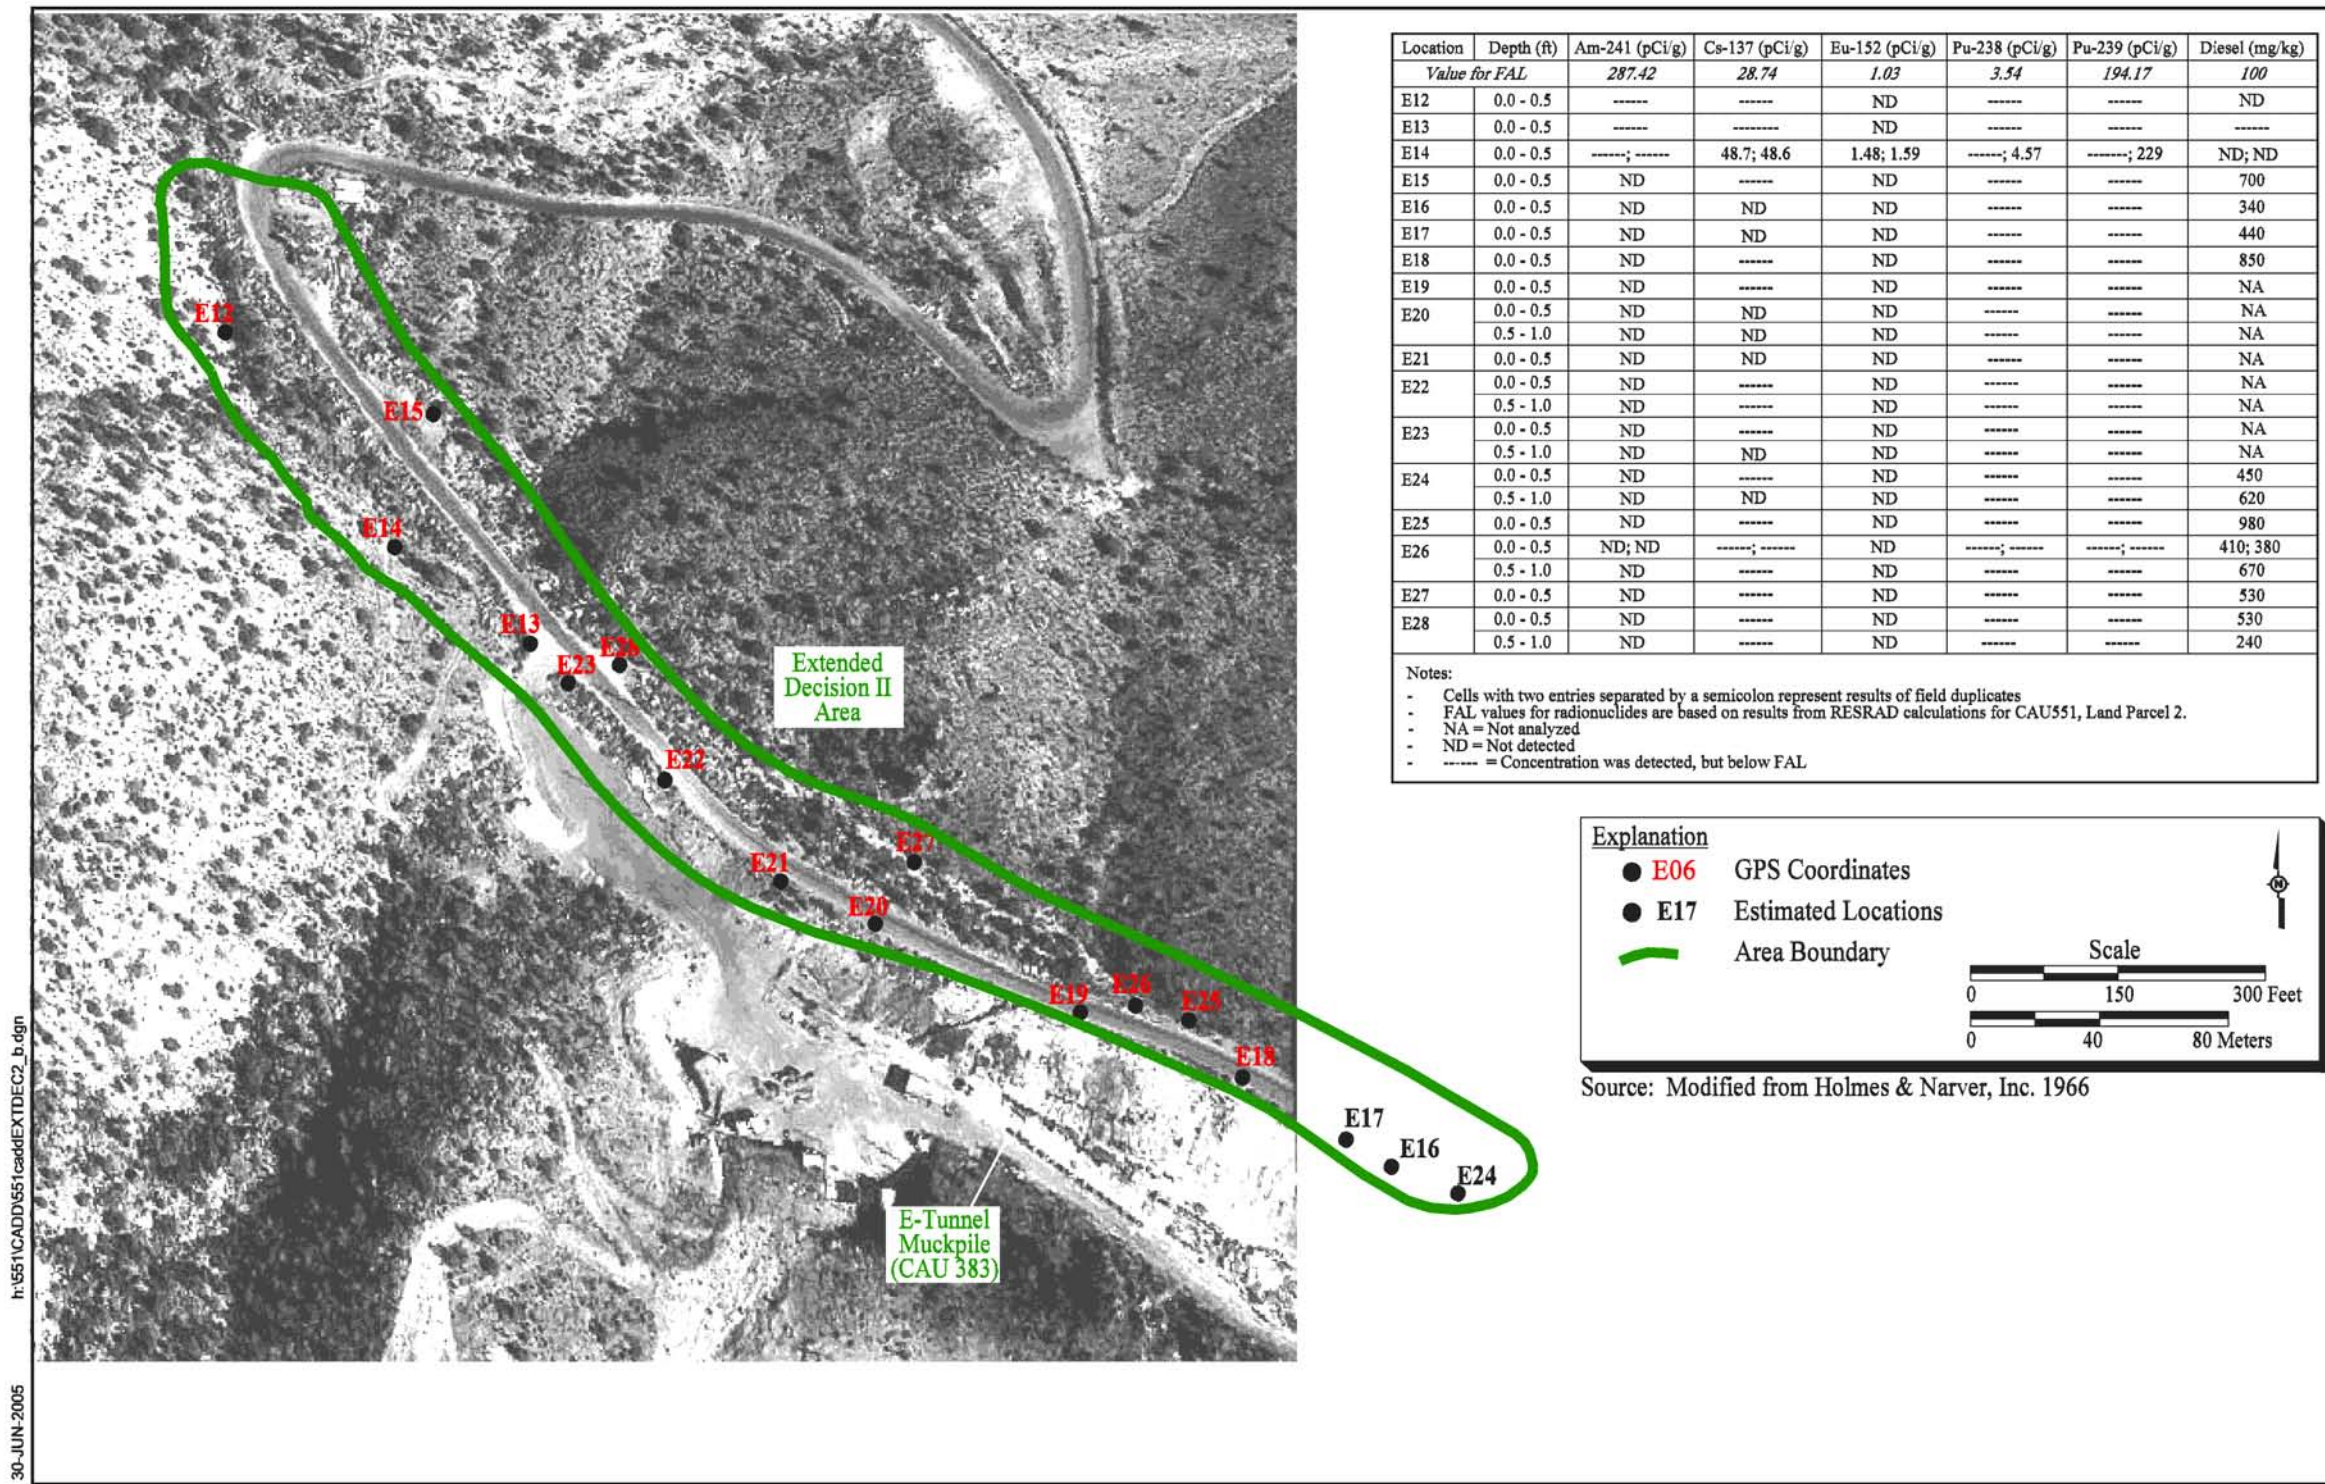 Location Depth (ft) Am-241 (pCi/g) Cs-137 (pCi/g) Eu-152 (pCi/g) Pu-238 (pCi/g) Pu-239 (pCi/g) Diesel (mg/kg)
Value for FAL 287.42 28.74 1.03 3.54 194.17 100
E12 0.0 - 0.5 ------ ------ ND ------ ------ ND
E13 0.0 - 0.5 ------ -------- ND ------ ------ ------
E14 0.0 - 0.5 ------; ------ 48.7; 48.6 1.48; 1.59 ------; 4.57 -------; 229 ND; ND
E15 0.0 - 0.5 ND ------ ND ------ ------ 700
E16 0.0 - 0.5 ND ND ND ------ ------ 340
E17 0.0 - 0.5 ND ND ND ------ ------ 440
E18 0.0 - 0.5 ND ------ ND ------ ------ 850
E19 0.0 - 0.5 ND ------ ND ------ ------ NA
E20 0.0 - 0.5 ND ND ND ------ ------ NA
0.5 - 1.0 ND ND ND ------ ------ NA
E21 0.0 - 0.5 ND ND ND ------ ------ NA
E22 0.0 - 0.5 ND ------ ND ------ ------ NA
0.5 - 1.0 ND ------ ND ------ ------ NA
E23 0.0 - 0.5 ND ------ ND ------ ------ NA
0.5 - 1.0 ND ND ND ------ ------ NA
E24 0.0 - 0.5 ND ------ ND ------ ------ 450
0.5 - 1.0 ND ND ND ------ ------ 620
E25 0.0 - 0.5 ND ------ ND ------ ------ 980
E26 0.0 - 0.5 ND; ND ------; ------ ND ------; ------ ------; ------ 410; 380
0.5 - 1.0 ND ------ ND ------ ------ 670
E27 0.0 - 0.5 ND ------ ND ------ ------ 530
E28 0.0 - 0.5 ND ------ ND ------ ------ 530
0.5 - 1.0 ND ------ ND ------ ------ 240
Notes:
- Cells with two entries separated by a semicolon represent results of field duplicates
- FAL values for radionuclides are based on results from RESRAD calculations for CAU551, Land Parcel 2.
- NA = Not analyzed
- ND = Not detected
- ------ = Concentration was detected, but below FAL
E12
E15
E14
E13
E28
E23
Extended
Decision II
Area
E22
E27
E21
E20
E19
E26
E25
E18
E17
E16
E24
E-Tunnel
Muckpile
(CAU 383)
Explanation
E06 GPS Coordinates
E17 Estimated Locations
Area Boundary
N
Scale
0 150 300 Feet
0 40 80 Meters
Source: Modified from Holmes & Narver, Inc. 1966
h:\551\CADD\551caddEXTDEC2_b.dgn
30-JUN-2005